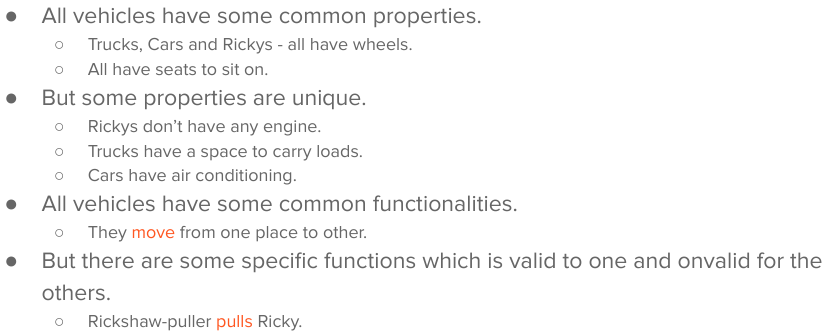 ● All vehicles have some common properties.
○ Trucks, Cars and Rickys - all have wheels.
○ All have seats to sit on.
● But some properties are unique.
○ Rickys don’t have any engine.
○ Trucks have a space to carry loads.
○ Cars have air conditioning.
● All vehicles have some common functionalities.
○ They move from one place to other.
● But there are some specific functions which is valid to one and onvalid for the
others.
○ Rickshaw-puller pulls Ricky.